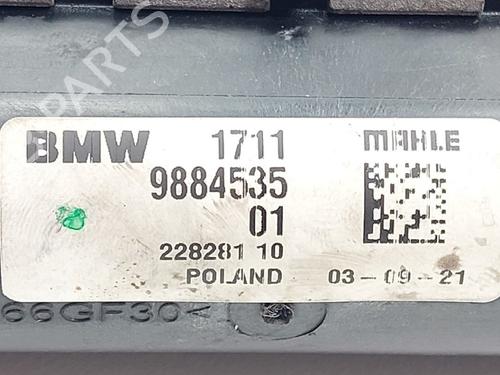 PARTS
BMW 1711 MAHLE
9884535
01
228281 10
POLAND 03-09-21
66GF30<